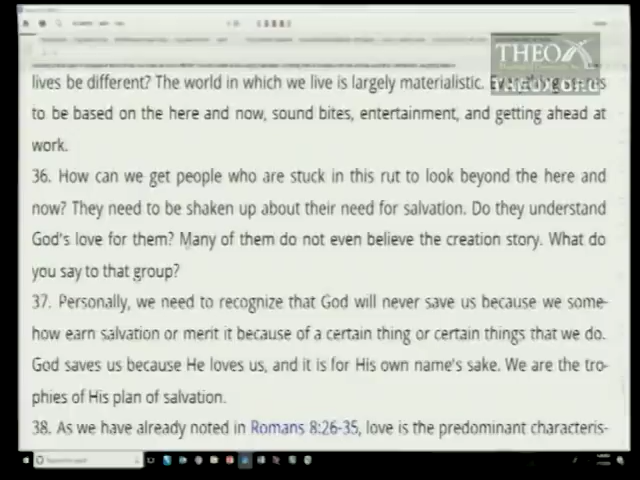 THEOX
THEOX.ORG
lives be different? The world in which we live is largely materialistic.
to be based on the here and now, sound bites, entertainment, and getting ahead at
work.
36. How can we get people who are stuck in this rut to look beyond the here and
now? They need to be shaken up about their need for salvation. Do they understand
God's love for them? Many of them do not even believe the creation story. What do
you say to that group?
37. Personally, we need to recognize that God will never save us because we some-
how earn salvation or merit it because of a certain thing or certain things that we do.
God saves us because He loves us, and it is for His own name's sake. We are the tro-
phies of His plan of salvation.
38. As we have already noted in Romans 8:26-35, love is the predominant characteris-